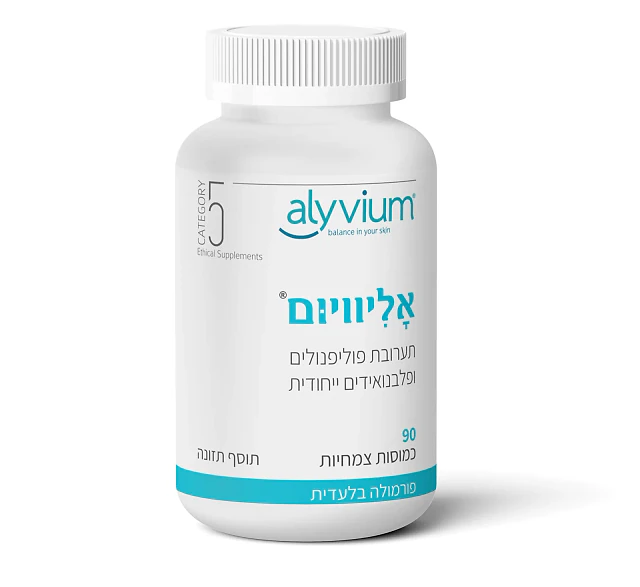 CATEGORY 5
Ethical Supplements
alyvium®
balance in your skin
אָלִיוויוּם®
תערובת פוליפנולים
ופלבנואידים ייחודית
90
כמוסות צמחיות
תוסף תזונה
פורמולה בלעדית